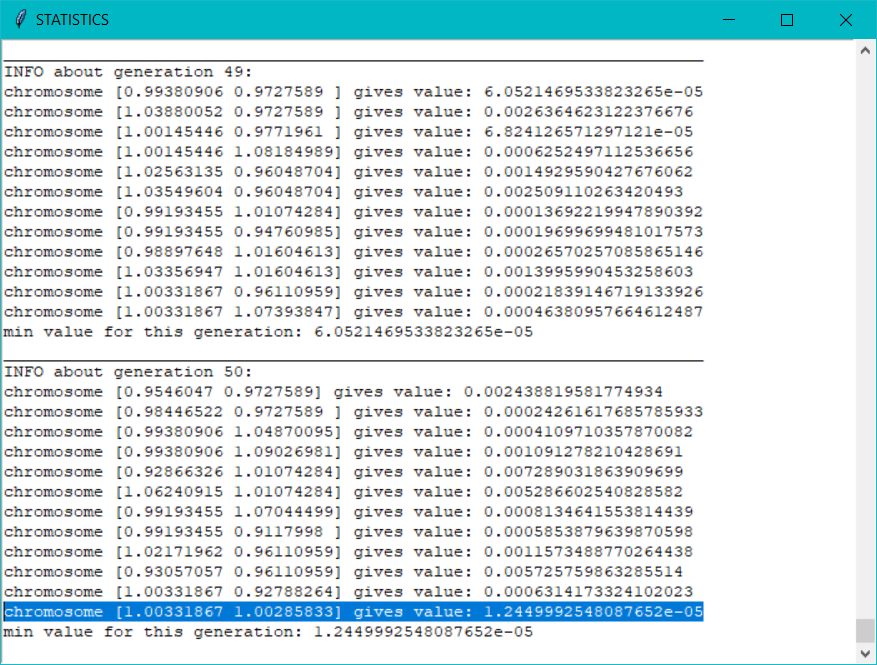 STATISTICS
INFO about generation 49:
chromosome [0.99380906 0.9727589 ] gives value: 6.0521469533823265e-05
chromosome [1.03880052 0.9727589 ] gives value: 0.0026364623122376676
chromosome [1.00145446 0.9771961 ] gives value: 6.824126571297121e-05
chromosome [1.00145446 1.08184989] gives value: 0.0006252497112536656
chromosome [1.02563135 0.96048704] gives value: 0.0014929590427676062
chromosome [1.03549604 0.96048704] gives value: 0.002509110263420493
chromosome [0.99193455 1.01074284] gives value: 0.00013692219947890392
chromosome [0.99193455 0.94760985] gives value: 0.00019699699481017573
chromosome [0.98897648 1.01604613] gives value: 0.00026570257085865146
chromosome [1.03356947 1.01604613] gives value: 0.0013995990453258603
chromosome [1.00331867 0.96110959] gives value: 0.00021839146719133926
chromosome [1.00331867 1.07393847] gives value: 0.00046380957664612487
min value for this generation: 6.0521469533823265e-05
INFO about generation 50:
chromosome [0.9546047 0.9727589] gives value: 0.002438819581774934
chromosome [0.98446522 0.9727589 ] gives value: 0.00024261617685785933
chromosome [0.99380906 1.04870095] gives value: 0.0004109710357870082
chromosome [0.99380906 1.09026981] gives value: 0.001091278210428691
chromosome [0.92866326 1.01074284] gives value: 0.007289031863909699
chromosome [1.06240915 1.01074284] gives value: 0.005286602540828582
chromosome [0.99193455 1.07044499] gives value: 0.0008134641553814439
chromosome [0.99193455 0.9117998 ] gives value: 0.0005853879639870598
chromosome [1.02171962 0.96110959] gives value: 0.0011573488770264438
chromosome [0.93057057 0.96110959] gives value: 0.005725759863285514
chromosome [1.00331867 0.92788264] gives value: 0.0006314173324102023
chromosome [1.00331867 1.00285833] gives value: 1.2449992548087652e-05
min value for this generation: 1.2449992548087652e-05